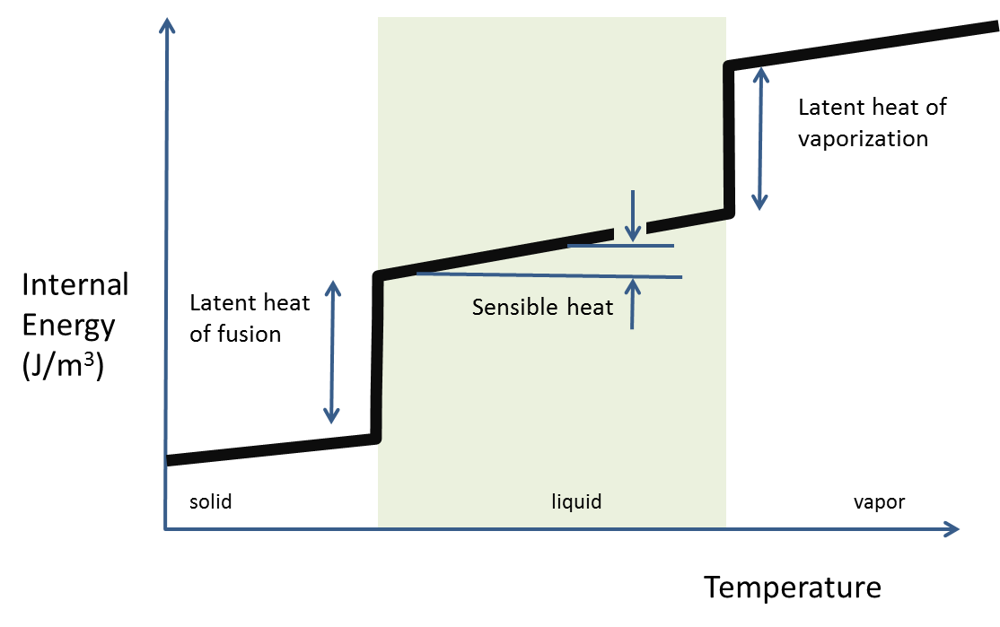 Latent heat of
vaporization
Internal
Energy
(J/m³)
Latent heat
of fusion
Sensible heat
solid
liquid
vapor
Temperature